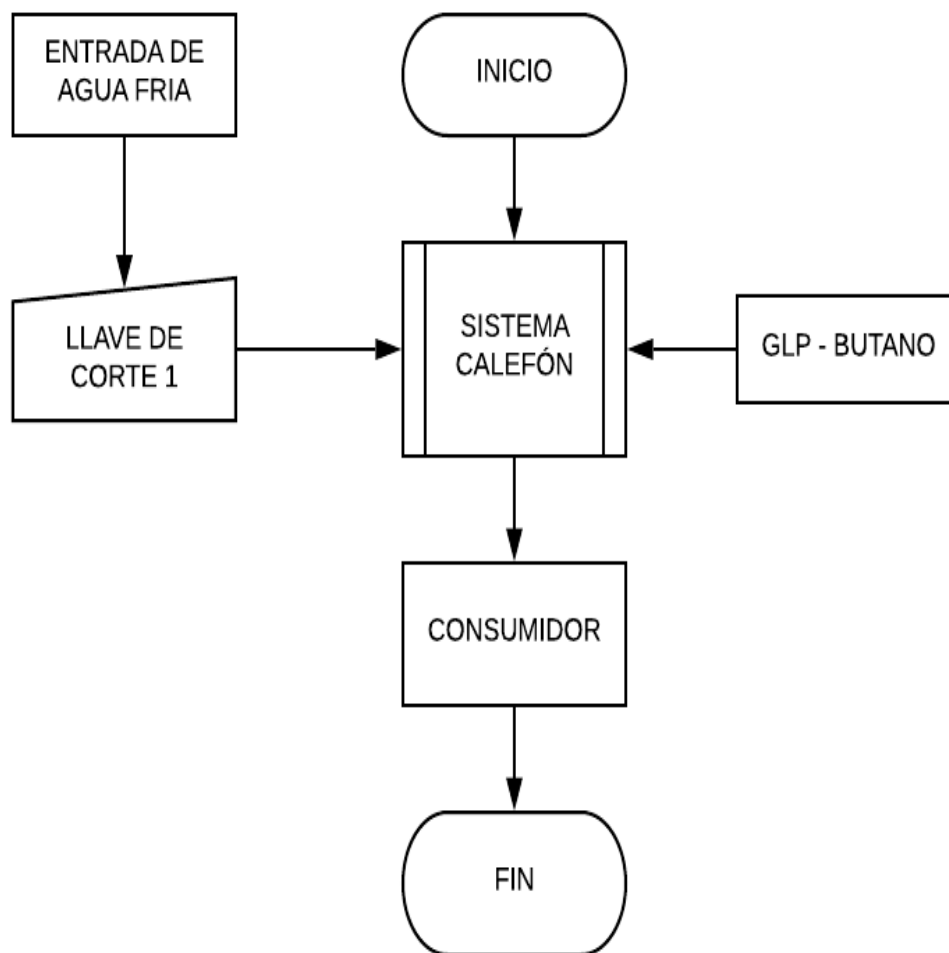 ENTRADA DE
AGUA FRIA
INICIO
LLAVE DE
CORTE 1
SISTEMA
CALEFÓN
GLP - BUTANO
CONSUMIDOR
FIN